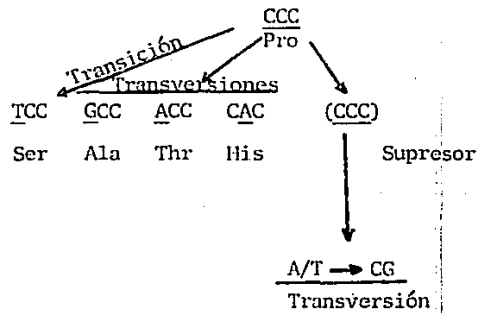 CCC
Pro
Transición
Transversiones
TCC GCC ACC CAC (CCC)
Ser Ala Thr His Supresor
A/T → CG
Transversión